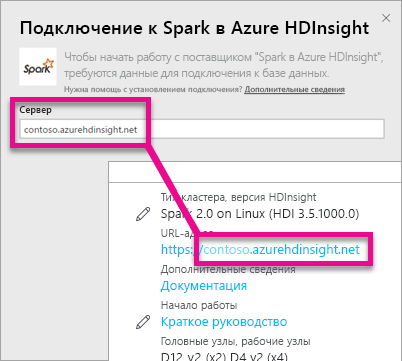 Подключение к Spark в Azure HDInsight
Spark
Чтобы начать работу с поставщиком "Spark в Azure HDInsight",
требуются данные для подключения к базе данных.
Нужна помощь с установлением подключения? Дополнительные сведения
Сервер
contoso.azurehdinsight.net
Тип кластера, версия HDInsight
Spark 2.0 on Linux (HDI 3.5.1000.0)
URL-адрес
https://contoso.azurehdinsight.net
Дополнительные сведения
Документация
Начало работы
Краткое руководство
Головные узлы, рабочие узлы
D12 v2 (x2) D4 v2 (x4)